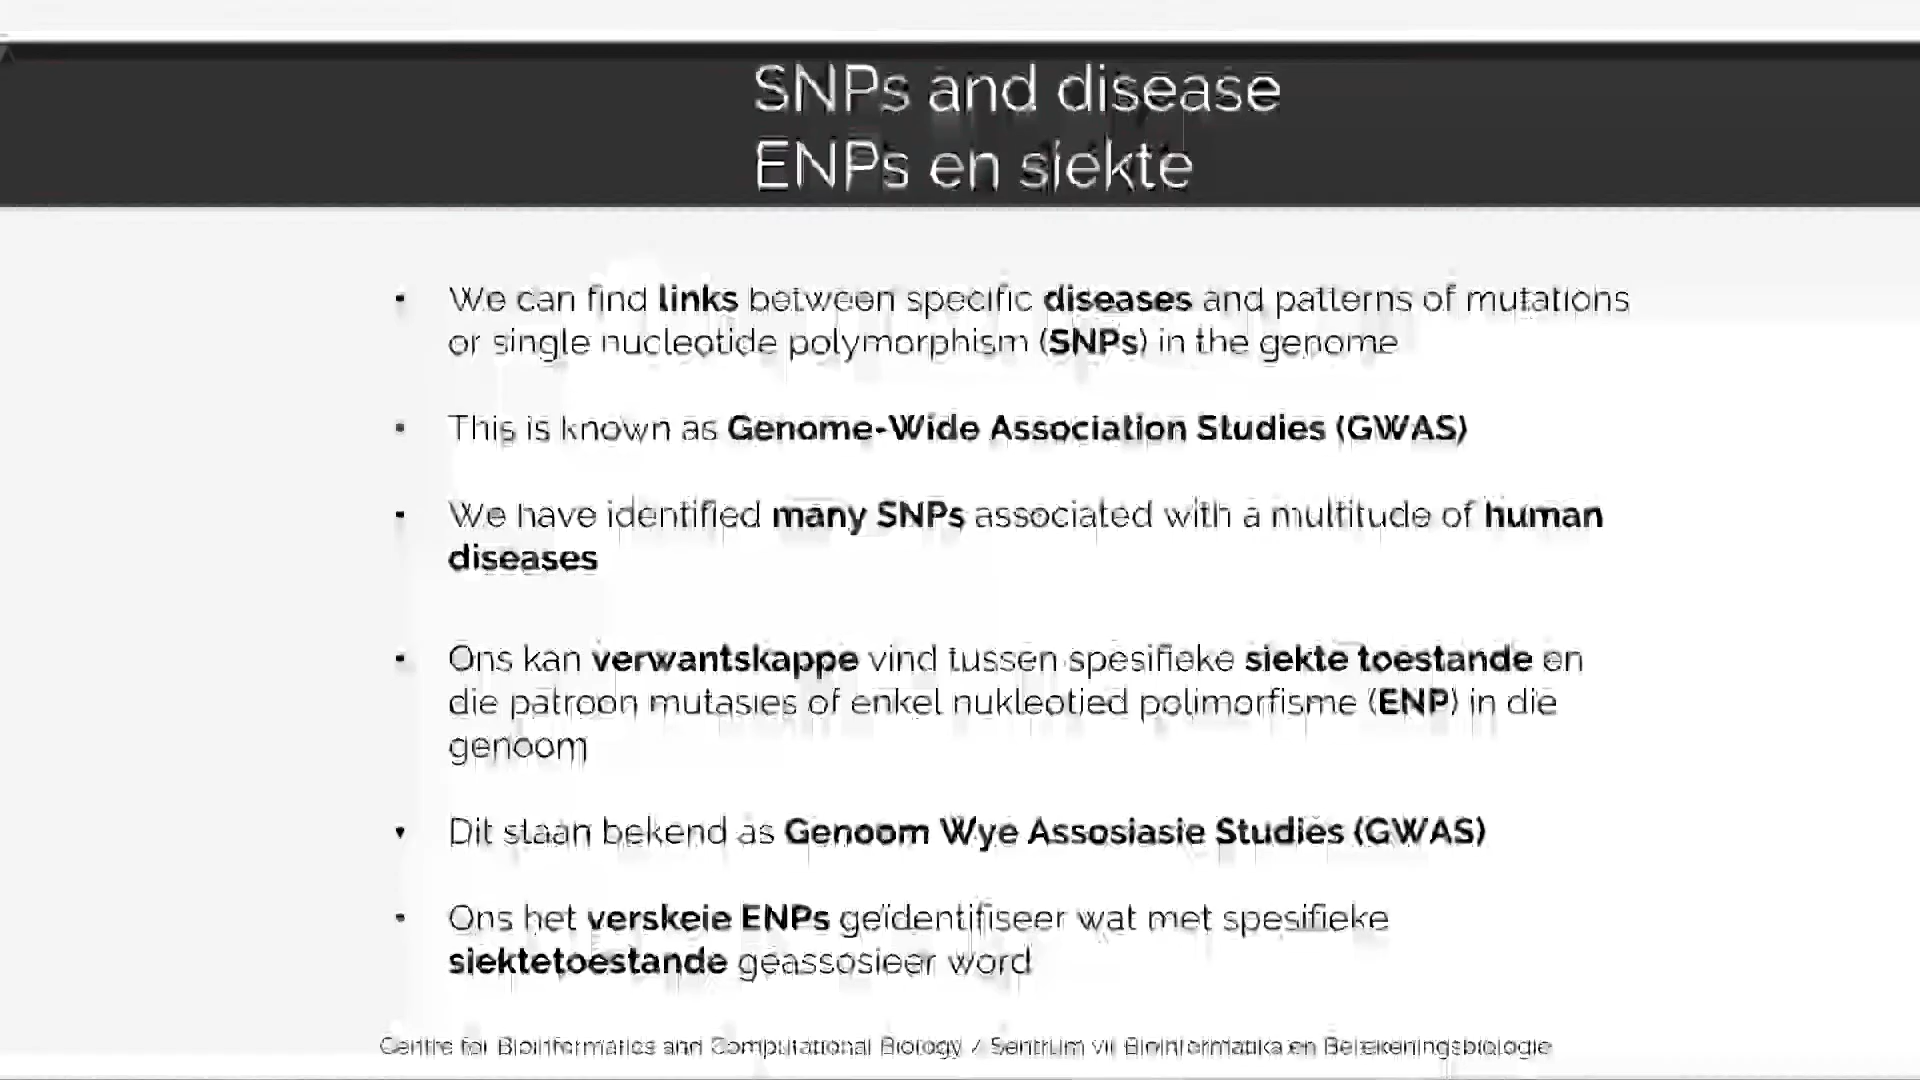 SNPs and disease
ENPs en siekte
• We can find links between specific diseases and patterns of mutations
or single nucleotide polymorphism (SNPs) in the genome
• This is known as Genome-Wide Association Studies (GWAS)
• We have identified many SNPs associated with a multitude of human
diseases
• Ons kan verwantskappe vind tussen spesifieke siekte toestande en
die patroon mutasies of enkel nukleotied polimorfisme (ENP) in die
genoom
• Dit staan bekend as Genoom Wye Assosiasie Studies (GWAS)
• Ons het verskeie ENPs geïdentifiseer wat met spesifieke
siektetoestande geassosieer word
Centre for Bioinformatics and Computational Biology / Sentrum vir Bioinformatika en Berekeningsbiologie